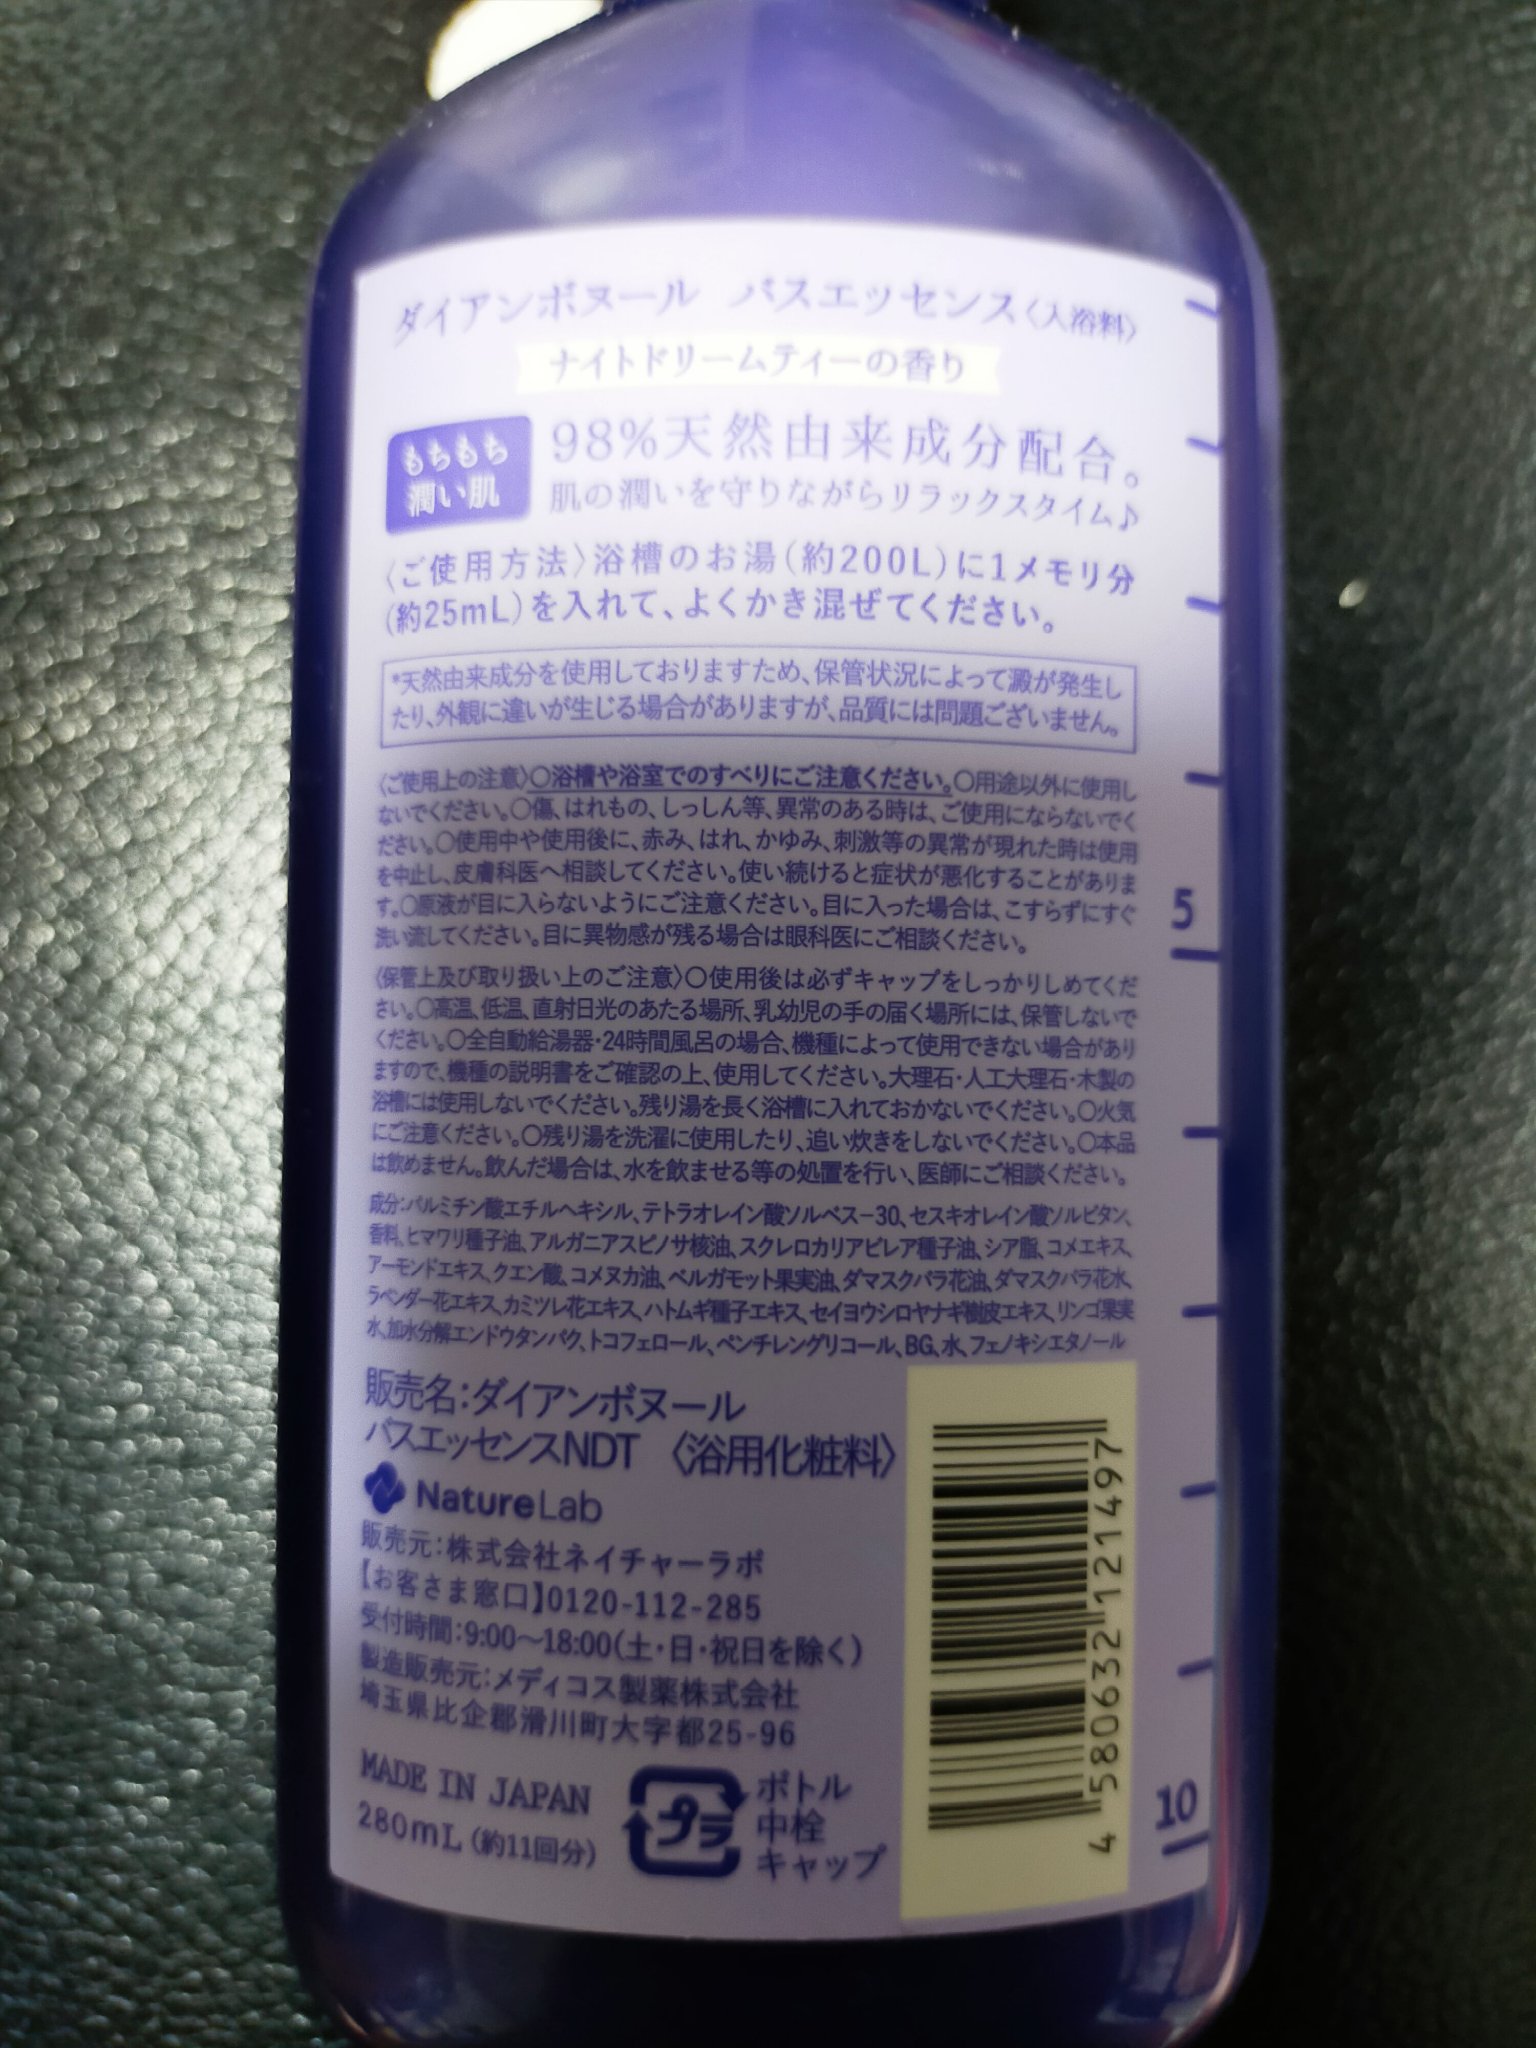 ダイアンボヌール バスエッセンス〈入浴料〉
ナイトドリームティーの香り
もちもち
潤い肌
98%天然由来成分配合。
肌の潤いを守りながらリラックスタイム♪
〈ご使用方法〉浴槽のお湯(約200L)に1メモリ分
(約25mL)を入れて、よくかき混ぜてください。
*天然由来成分を使用しておりますため、保管状況によって澱が発生し
たり、外観に違いが生じる場合がありますが、品質には問題ございません。
〈ご使用上の注意〉○浴槽や浴室でのすべりにご注意ください。○用途以外に使用し
ないでください。○傷、はれもの、しっしん等、異常のある時は、ご使用にならないでく
ださい。○使用中や使用後に、赤み、はれ、かゆみ、刺激等の異常が現れた時は使用
を中止し、皮膚科医へ相談してください。使い続けると症状が悪化することがありま
す。○原液が目に入らないようにご注意ください。目に入った場合は、こすらずにすぐ
洗い流してください。目に異物感が残る場合は眼科医にご相談ください。
〈保管上及び取り扱い上のご注意〉○使用後は必ずキャップをしっかりしめてくだ
さい。○高温、低温、直射日光のあたる場所、乳幼児の手の届く場所には、保管しないで
ください。○全自動給湯器・24時間風呂の場合、機種によって使用できない場合があり
ますので、機種の説明書をご確認の上、使用してください。大理石・人工大理石・木製の
浴槽には使用しないでください。残り湯を長く浴槽に入れておかないでください。○火気
にご注意ください。○残り湯を洗濯に使用したり、追い炊きをしないでください。○本品
は飲めません。飲んだ場合は、水を飲ませる等の処置を行い、医師にご相談ください。
成分:パルミチン酸エチルヘキシル、テトラオレイン酸ソルベス-30、セスキオレイン酸ソルビタン、
香料、ヒマワリ種子油、アルガニアスピノサ核油、スクレロカリアビレア種子油、シア脂、コメエキス、
アーモンドエキス、クエン酸、コメヌカ油、ベルガモット果実油、ダマスクバラ花油、ダマスクバラ花水、
ラベンダー花エキス、カミツレ花エキス、ハトムギ種子エキス、セイヨウシロヤナギ樹皮エキス、リンゴ果実
水、加水分解エンドウタンパク、トコフェロール、ペンチレングリコール、BG、水、フェノキシエタノール
販売名:ダイアンボヌール
バスエッセンスNDT 〈浴用化粧料〉
NatureLab
販売元:株式会社ネイチャーラボ
【お客さま窓口】0120-112-285
受付時間:9:00〜18:00(土・日・祝日を除く)
製造販売元:メディコス製薬株式会社
埼玉県比企郡滑川町大字都25-96
MADE IN JAPAN
280mL (約11回分)
プラ
ボトル
中栓
キャップ
4 580632 121497
5
10